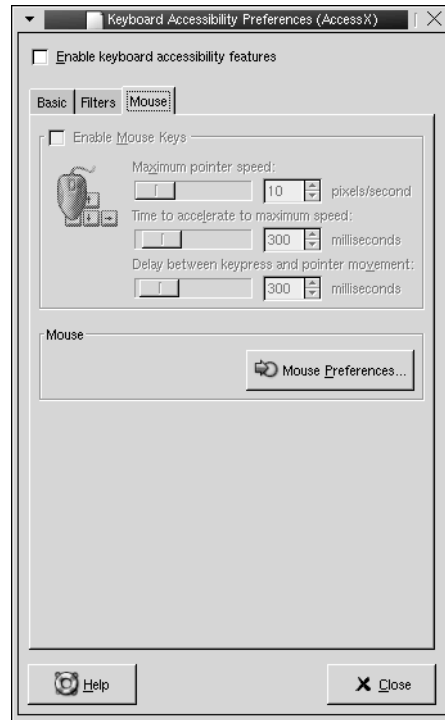 Keyboard Accessibility Preferences (AccessX)
Enable keyboard accessibility features
Basic Filters Mouse
Enable Mouse Keys
Maximum pointer speed:
10 pixels/second
Time to accelerate to maximum speed:
300 milliseconds
Delay between keypress and pointer movement:
300 milliseconds
Mouse
Mouse Preferences...
Help Close